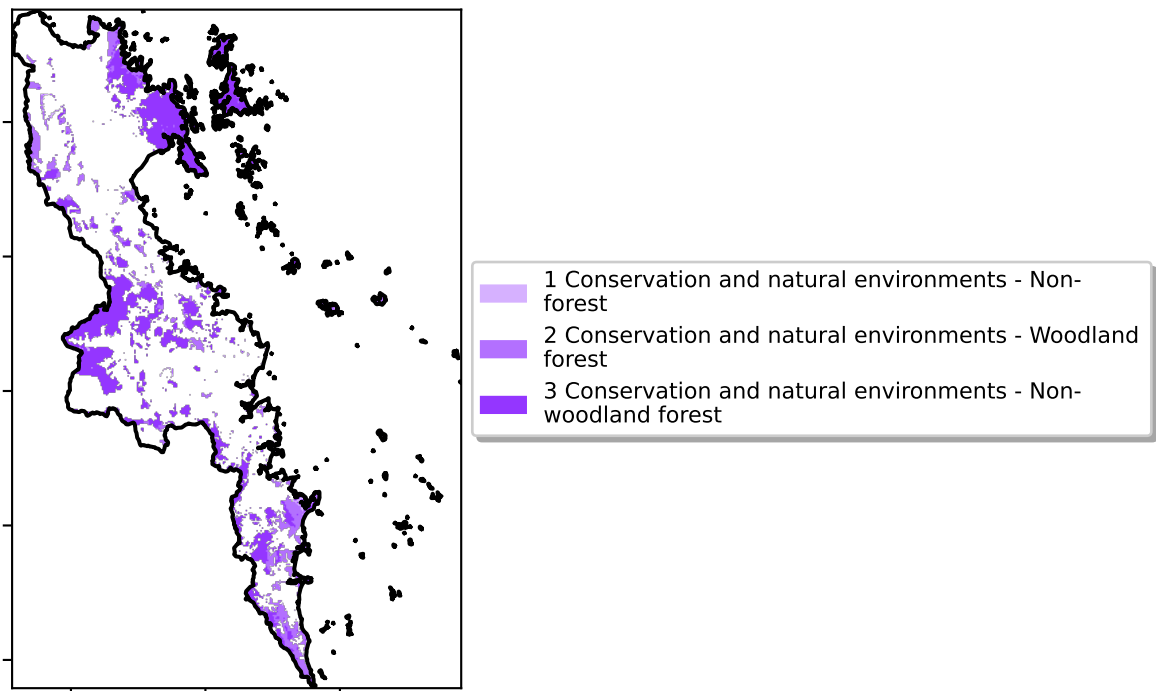 1 Conservation and natural environments - Non-
forest
2 Conservation and natural environments - Woodland
forest
3 Conservation and natural environments - Non-
woodland forest